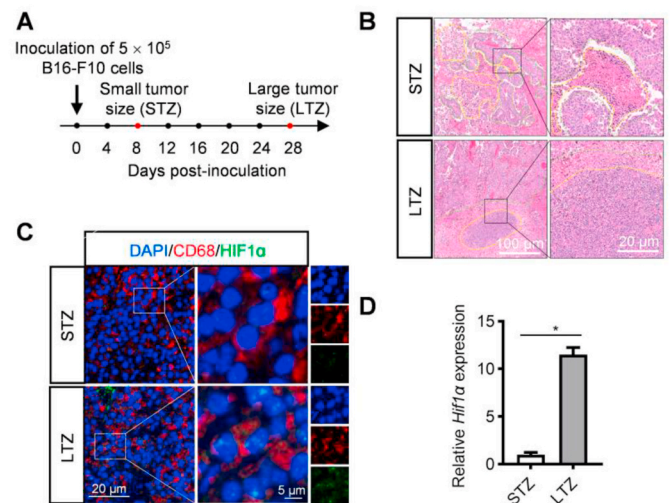 A
Inoculation of 5 × 10⁵
B16-F10 cells
Small tumor
size (STZ)
Large tumor
size (LTZ)
0 4 8 12 16 20 24 28
Days post-inoculation
B
STZ
LTZ
100 μm
20 μm
C
DAPI/CD68/HIF1α
STZ
LTZ
20 μm
5 μm
D
Relative Hif1α expression
15
10
5
0
*
STZ
LTZ